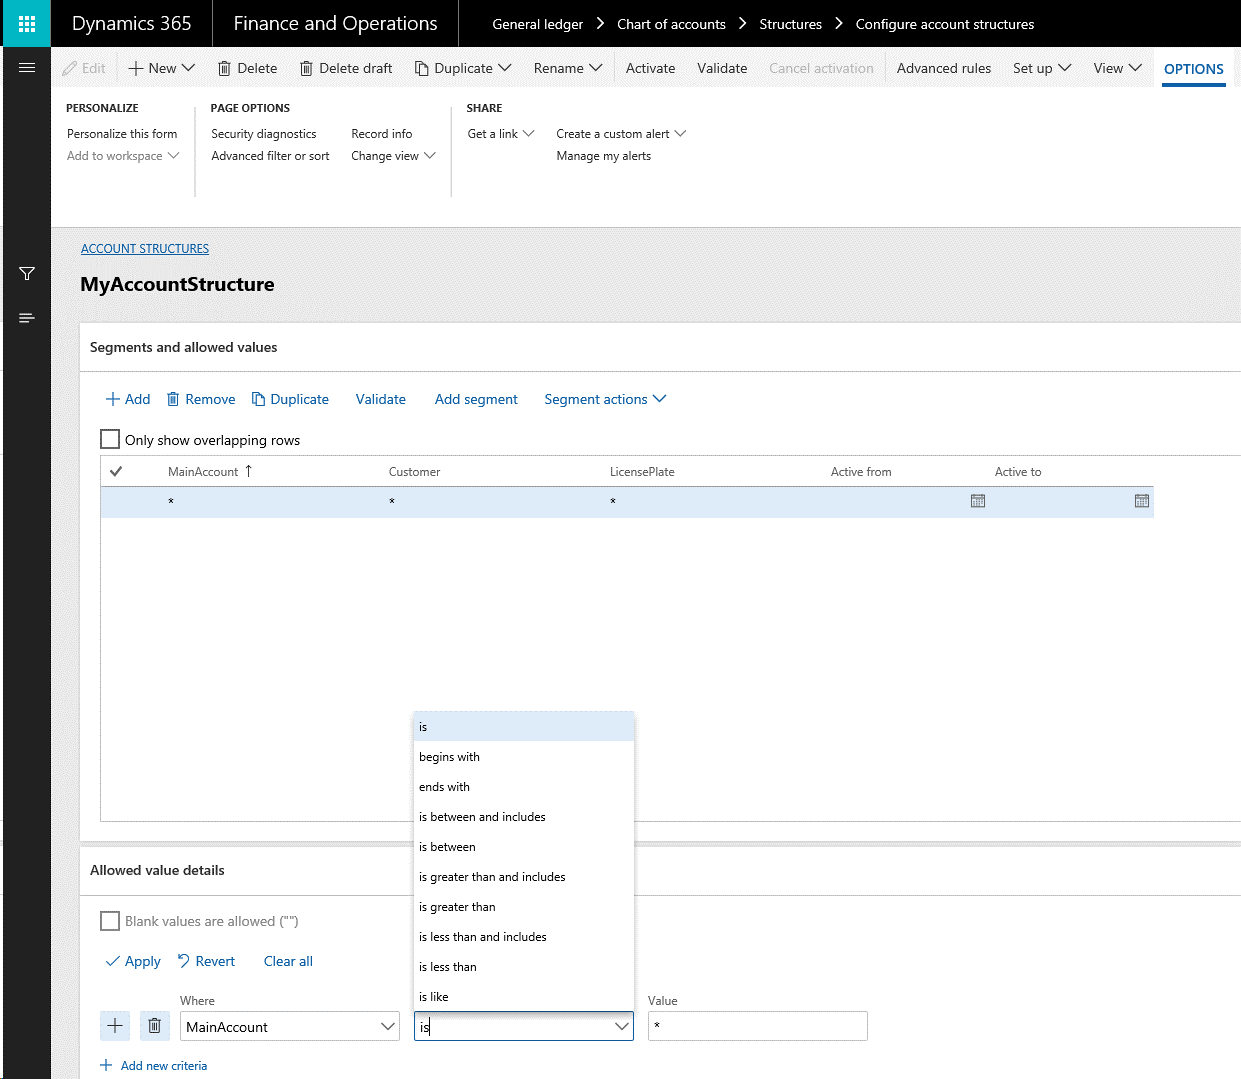 Dynamics 365 Finance and Operations General ledger > Chart of accounts > Structures > Configure account structures
Edit New Delete Delete draft Duplicate Rename Activate Validate Cancel activation Advanced rules Set up View OPTIONS
PERSONALIZE PAGE OPTIONS SHARE
Personalize this form Security diagnostics Record info Get a link Create a custom alert
Add to workspace Advanced filter or sort Change view Manage my alerts
ACCOUNT STRUCTURES
MyAccountStructure
Segments and allowed values
Add Remove Duplicate Validate Add segment Segment actions
Only show overlapping rows
MainAccount ↑ Customer LicensePlate Active from Active to
* * *
is
begins with
ends with
is between and includes
is between
Allowed value details
is greater than and includes
is greater than
Blank values are allowed ("")
is less than and includes
Apply Revert Clear all
is less than
is like
Where Value
MainAccount is *
Add new criteria